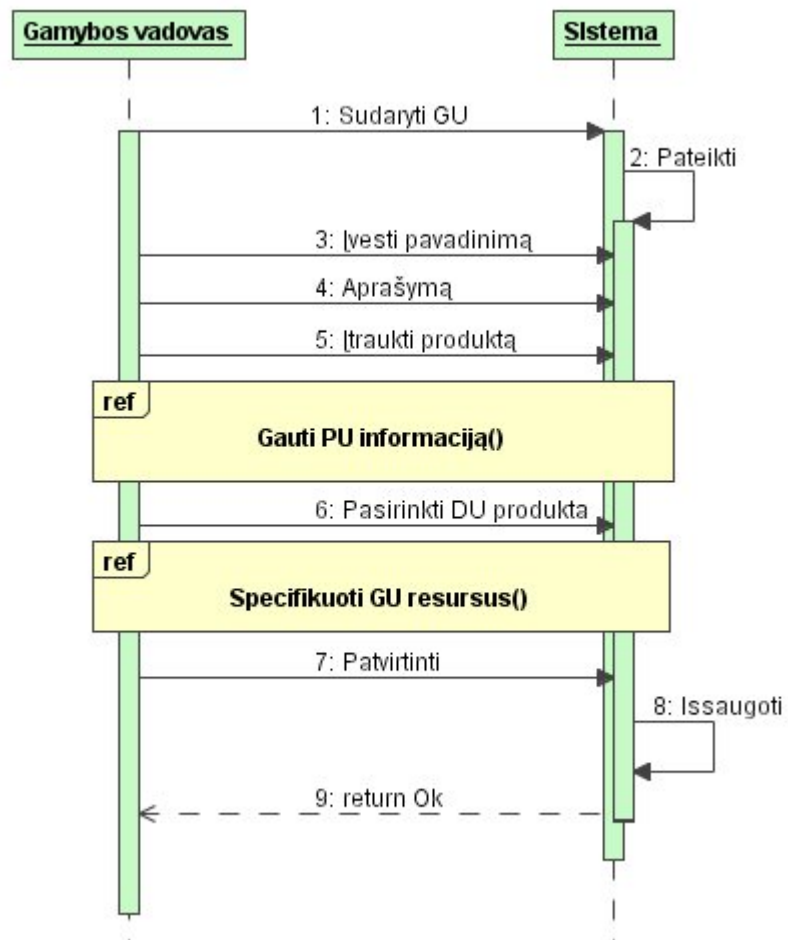 Gamybos vadovas
SIstema
1: Sudaryti GU
2: Pateikti
3: Įvesti pavadinimą
4: Aprašymą
5: Įtraukti produktą
ref
Gauti PU informaciją()
6: Pasirinkti DU produkta
ref
Specifikuoti GU resursus()
7: Patvirtinti
8: Issaugoti
9: return Ok